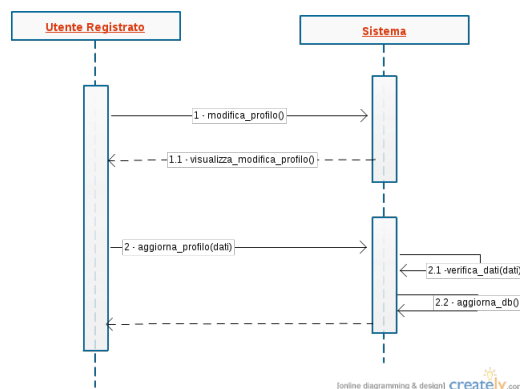 Utente Registrato
Sistema
1 - modifica_profilo()
1.1 - visualizza_modifica_profilo()
2 - aggiorna_profilo(dati)
2.1 -verifica_dati(dati)
2.2 - aggiorna_db()
[online diagramming & design] creately.com